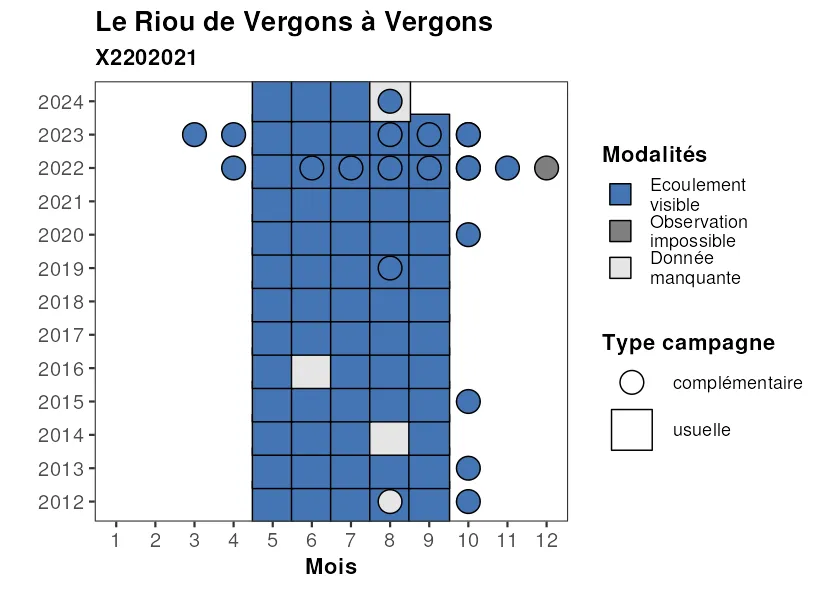 Le Riou de Vergons à Vergons
X2202021
2024
2023
2022
2021
2020
2019
2018
2017
2016
2015
2014
2013
2012
1 2 3 4 5 6 7 8 9 10 11 12
Mois
Modalités
Ecoulement
visible
Observation
impossible
Donnée
manquante
Type campagne
complémentaire
usuelle